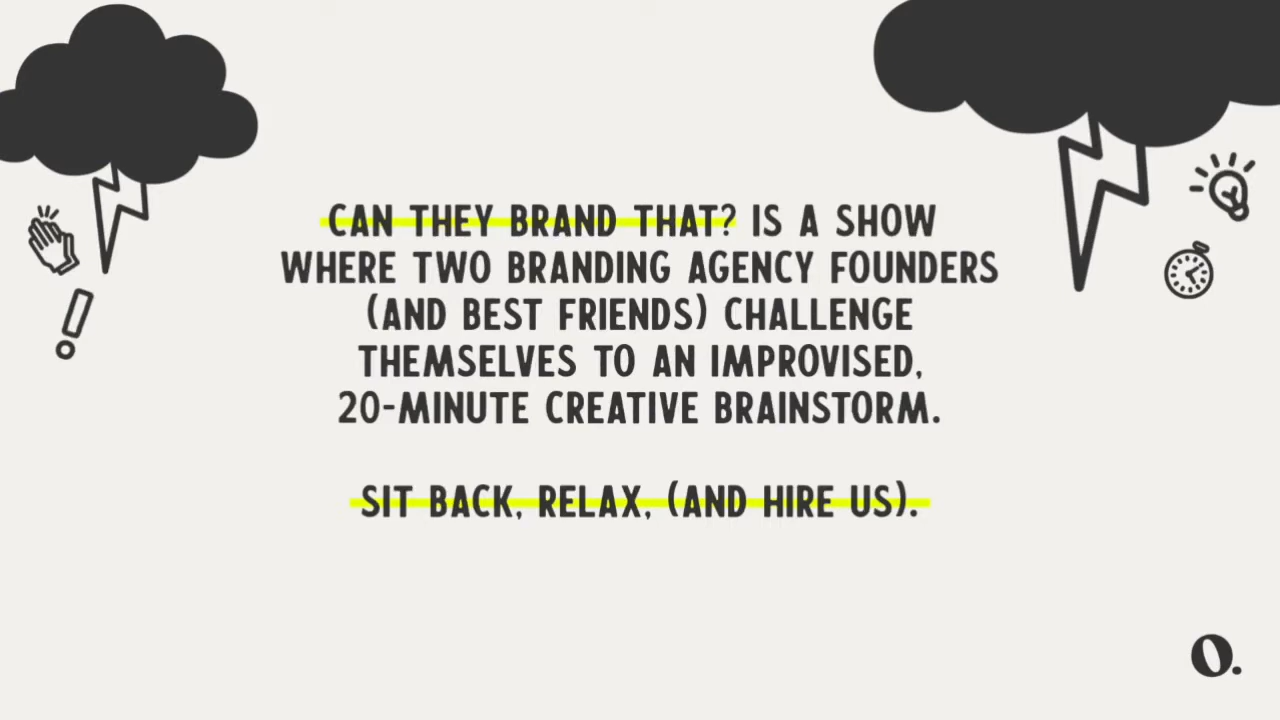 CAN THEY BRAND THAT? IS A SHOW
WHERE TWO BRANDING AGENCY FOUNDERS
(AND BEST FRIENDS) CHALLENGE
THEMSELVES TO AN IMPROVISED,
20-MINUTE CREATIVE BRAINSTORM.
SIT BACK, RELAX, (AND HIRE US).
O.